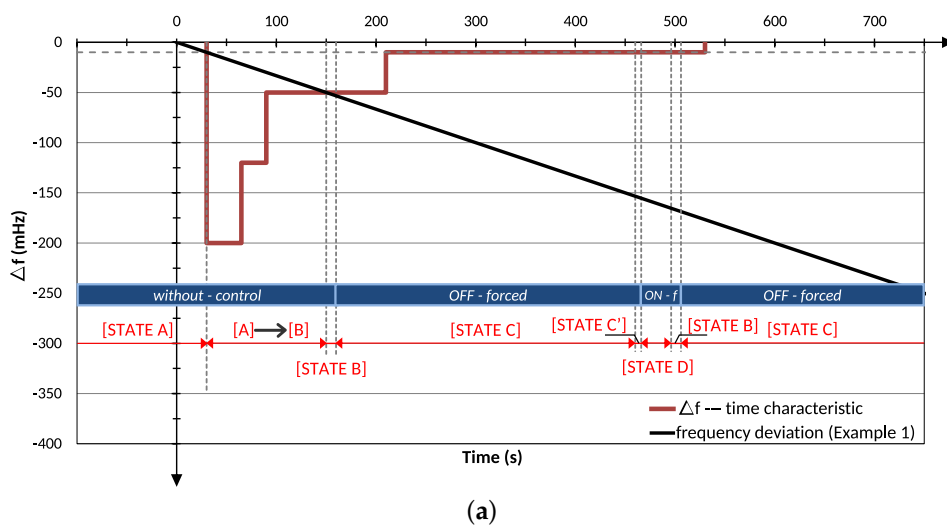 0 100 200 300 400 500 600 700
0
-50
-100
-150
-200
-250
-300
-350
-400
△f (mHz)
without - control OFF - forced ON - f OFF - forced
[STATE A] [A] [B] [STATE C] [STATE C’] [STATE B] [STATE C]
[STATE B] [STATE D]
△f –– time characteristic
frequency deviation (Example 1)
Time (s)
(a)